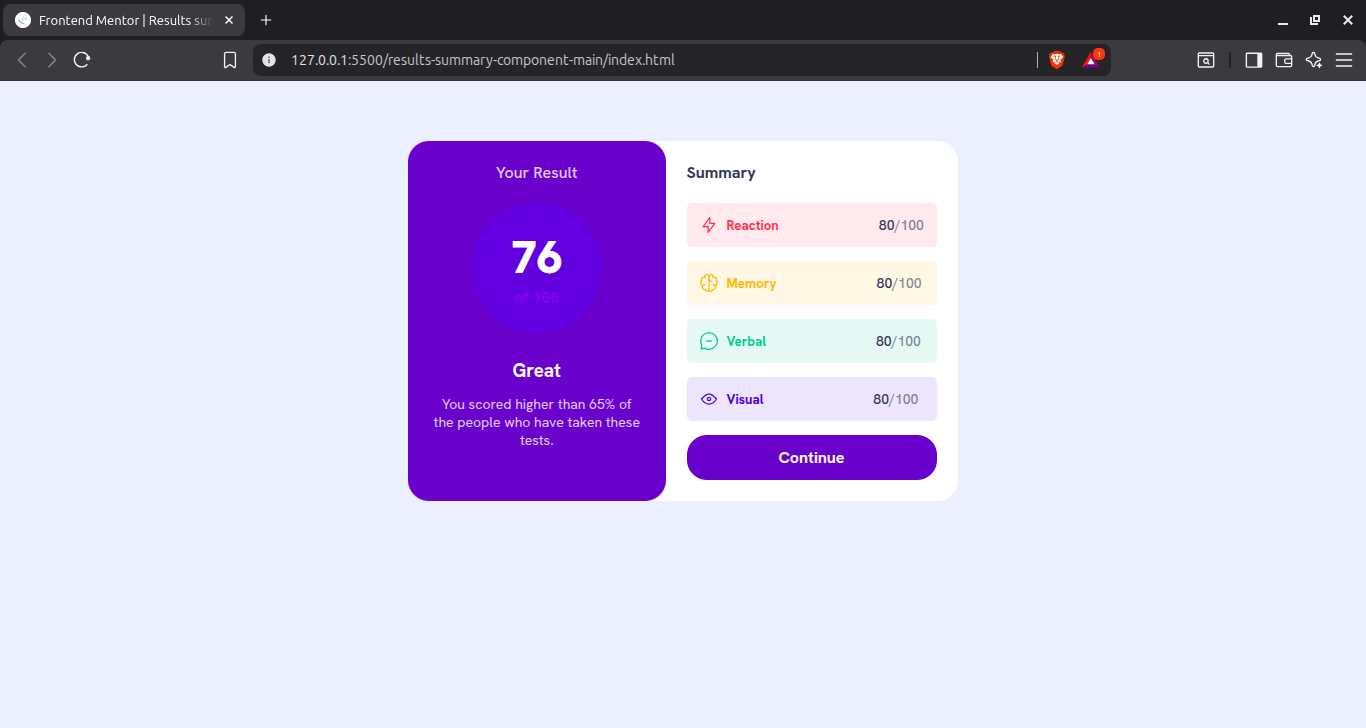 Frontend Mentor | Results sur
127.0.0.1:5500/results-summary-component-main/index.html
1
Your Result
76
of 100
Great
You scored higher than 65% of
the people who have taken these
tests.
Summary
Reaction 80/100
Memory 80/100
Verbal 80/100
Visual 80/100
Continue